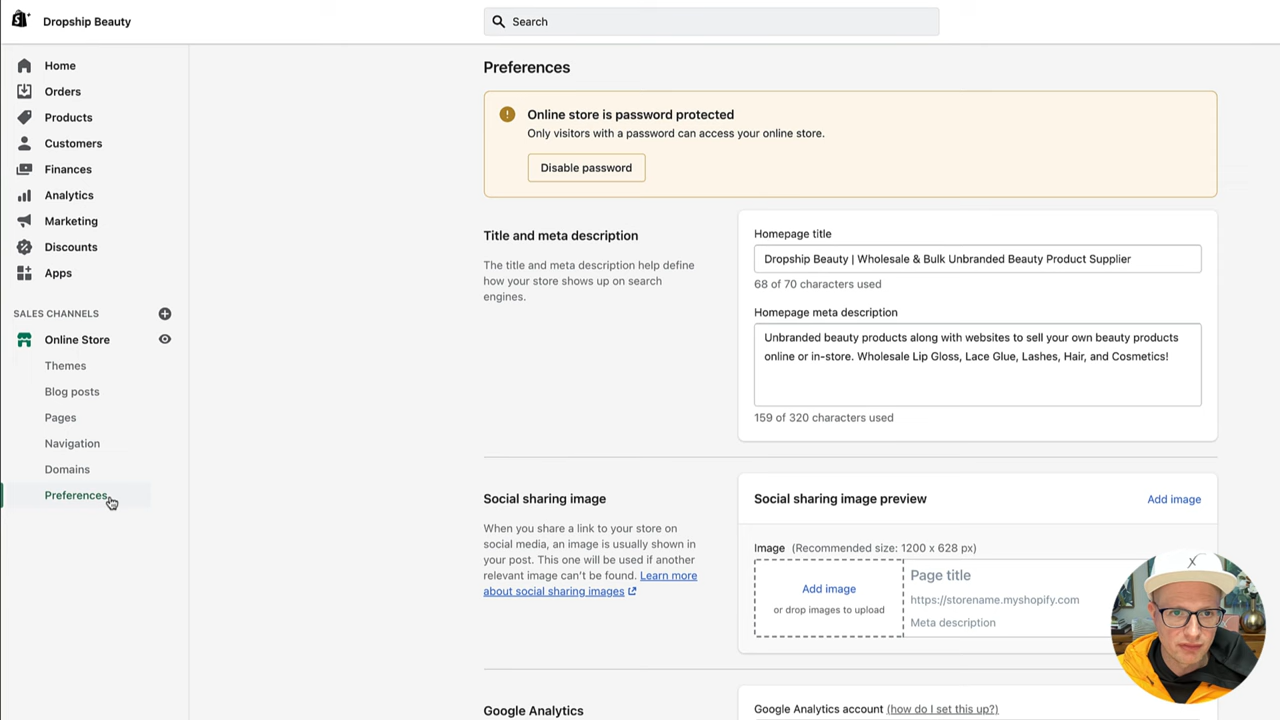 Dropship Beauty
Search
Home
Orders
Products
Customers
Finances
Analytics
Marketing
Discounts
Apps
SALES CHANNELS
Online Store
Themes
Blog posts
Pages
Navigation
Domains
Preferences
Preferences
Online store is password protected
Only visitors with a password can access your online store.
Disable password
Title and meta description
The title and meta description help define
how your store shows up on search
engines.
Homepage title
Dropship Beauty | Wholesale & Bulk Unbranded Beauty Product Supplier
68 of 70 characters used
Homepage meta description
Unbranded beauty products along with websites to sell your own beauty products
online or in-store. Wholesale Lip Gloss, Lace Glue, Lashes, Hair, and Cosmetics!
159 of 320 characters used
Social sharing image
When you share a link to your store on
social media, an image is usually shown in
your post. This one will be used if another
relevant image can't be found. Learn more
about social sharing images
Social sharing image preview
Add image
Image (Recommended size: 1200 x 628 px)
Add image
or drop images to upload
Page title
https://storename.myshopify.com
Meta description
Google Analytics
Google Analytics account (how do I set this up?)